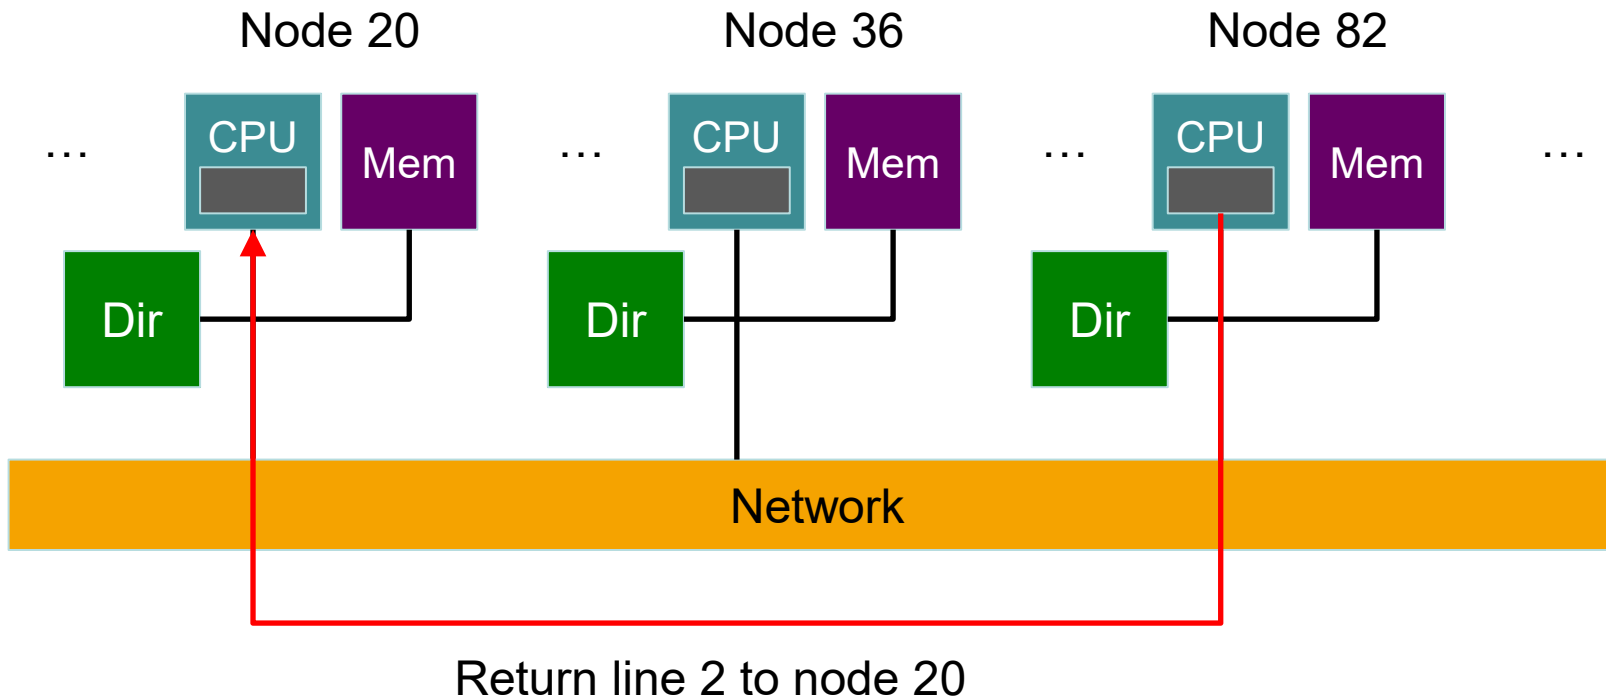 Node 20 Node 36 Node 82
… CPU Mem … CPU Mem … CPU Mem …
Dir Dir Dir
Network
Return line 2 to node 20